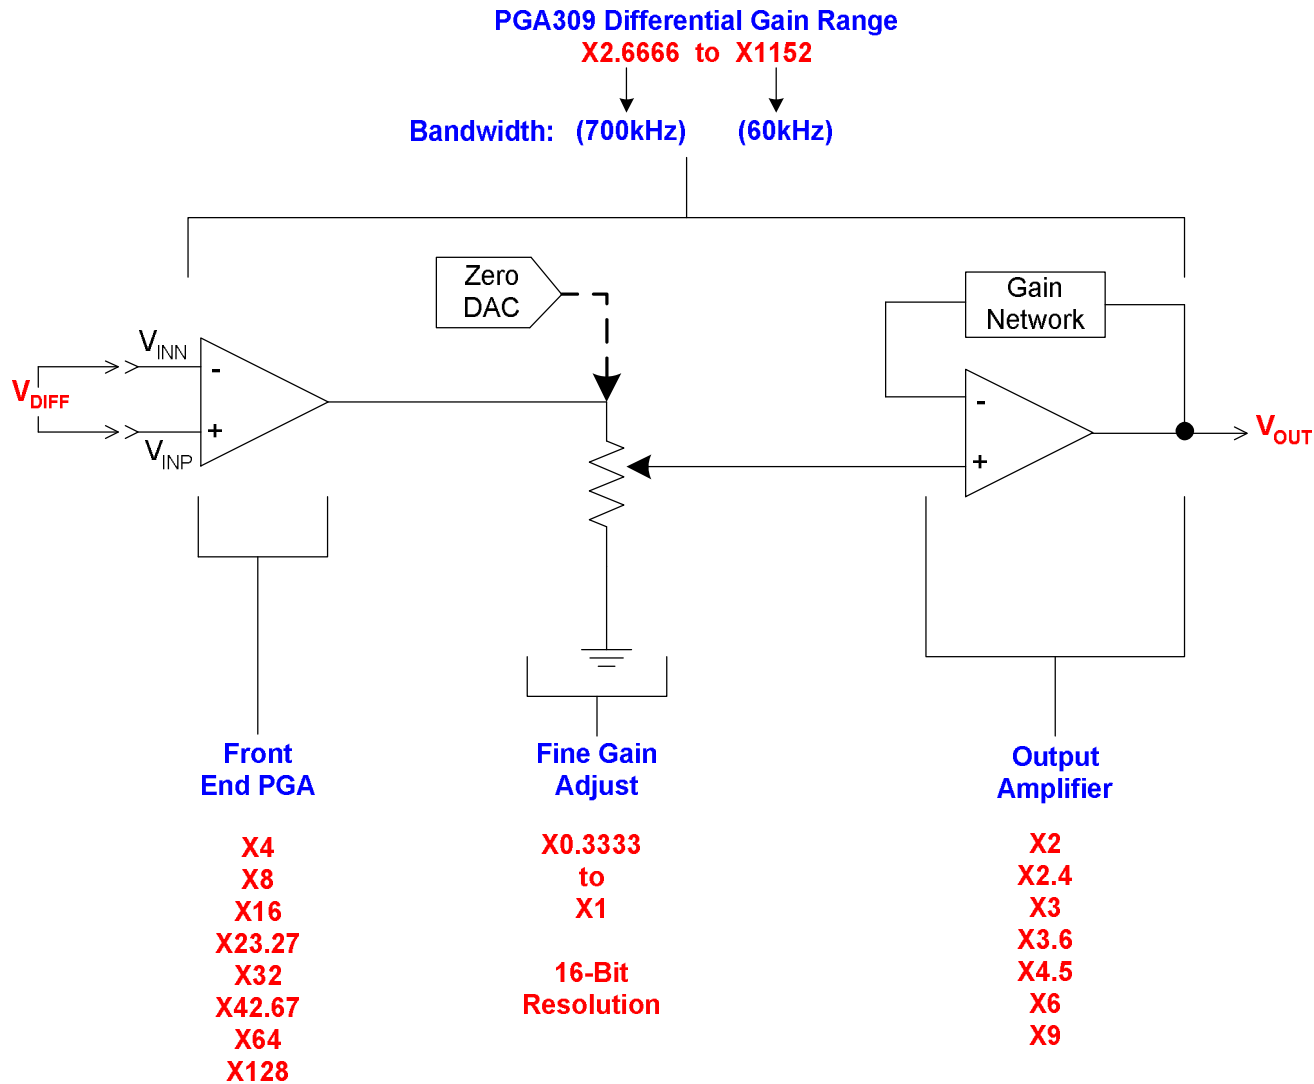 PGA309 Differential Gain Range
X2.6666 to X1152
Bandwidth: (700kHz) (60kHz)
Zero
DAC
Gain
Network
VINN
-
VDIFF
+
VINP
-
+
VOUT
Front
End PGA
X4
X8
X16
X23.27
X32
X42.67
X64
X128
Fine Gain
Adjust
X0.3333
to
X1
16-Bit
Resolution
Output
Amplifier
X2
X2.4
X3
X3.6
X4.5
X6
X9